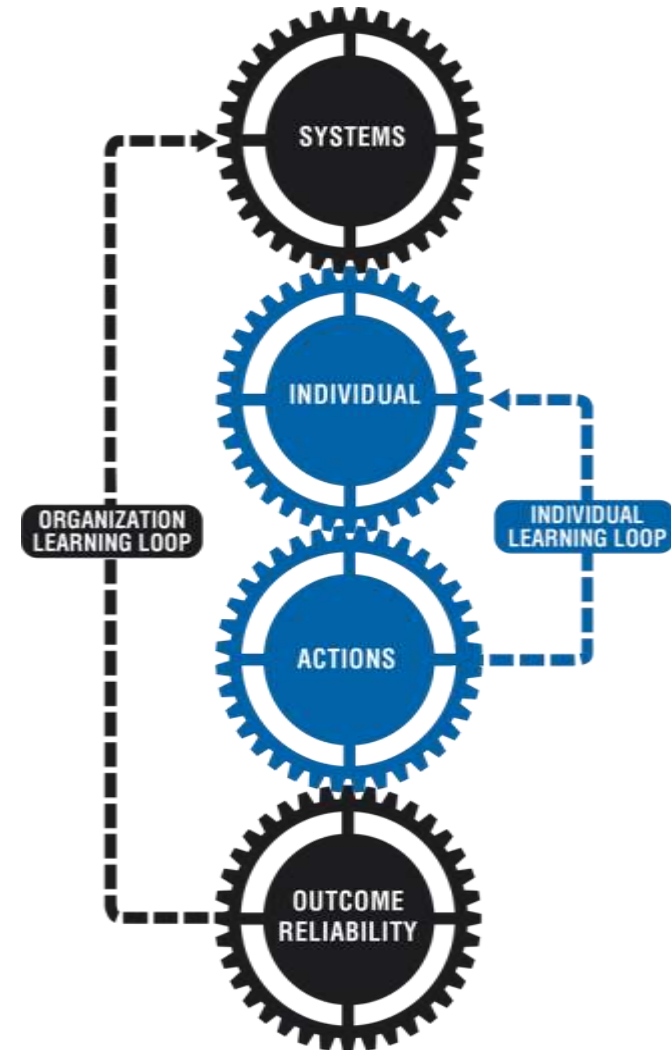 SYSTEMS
INDIVIDUAL
ORGANIZATION
LEARNING LOOP
INDIVIDUAL
LEARNING LOOP
ACTIONS
OUTCOME
RELIABILITY